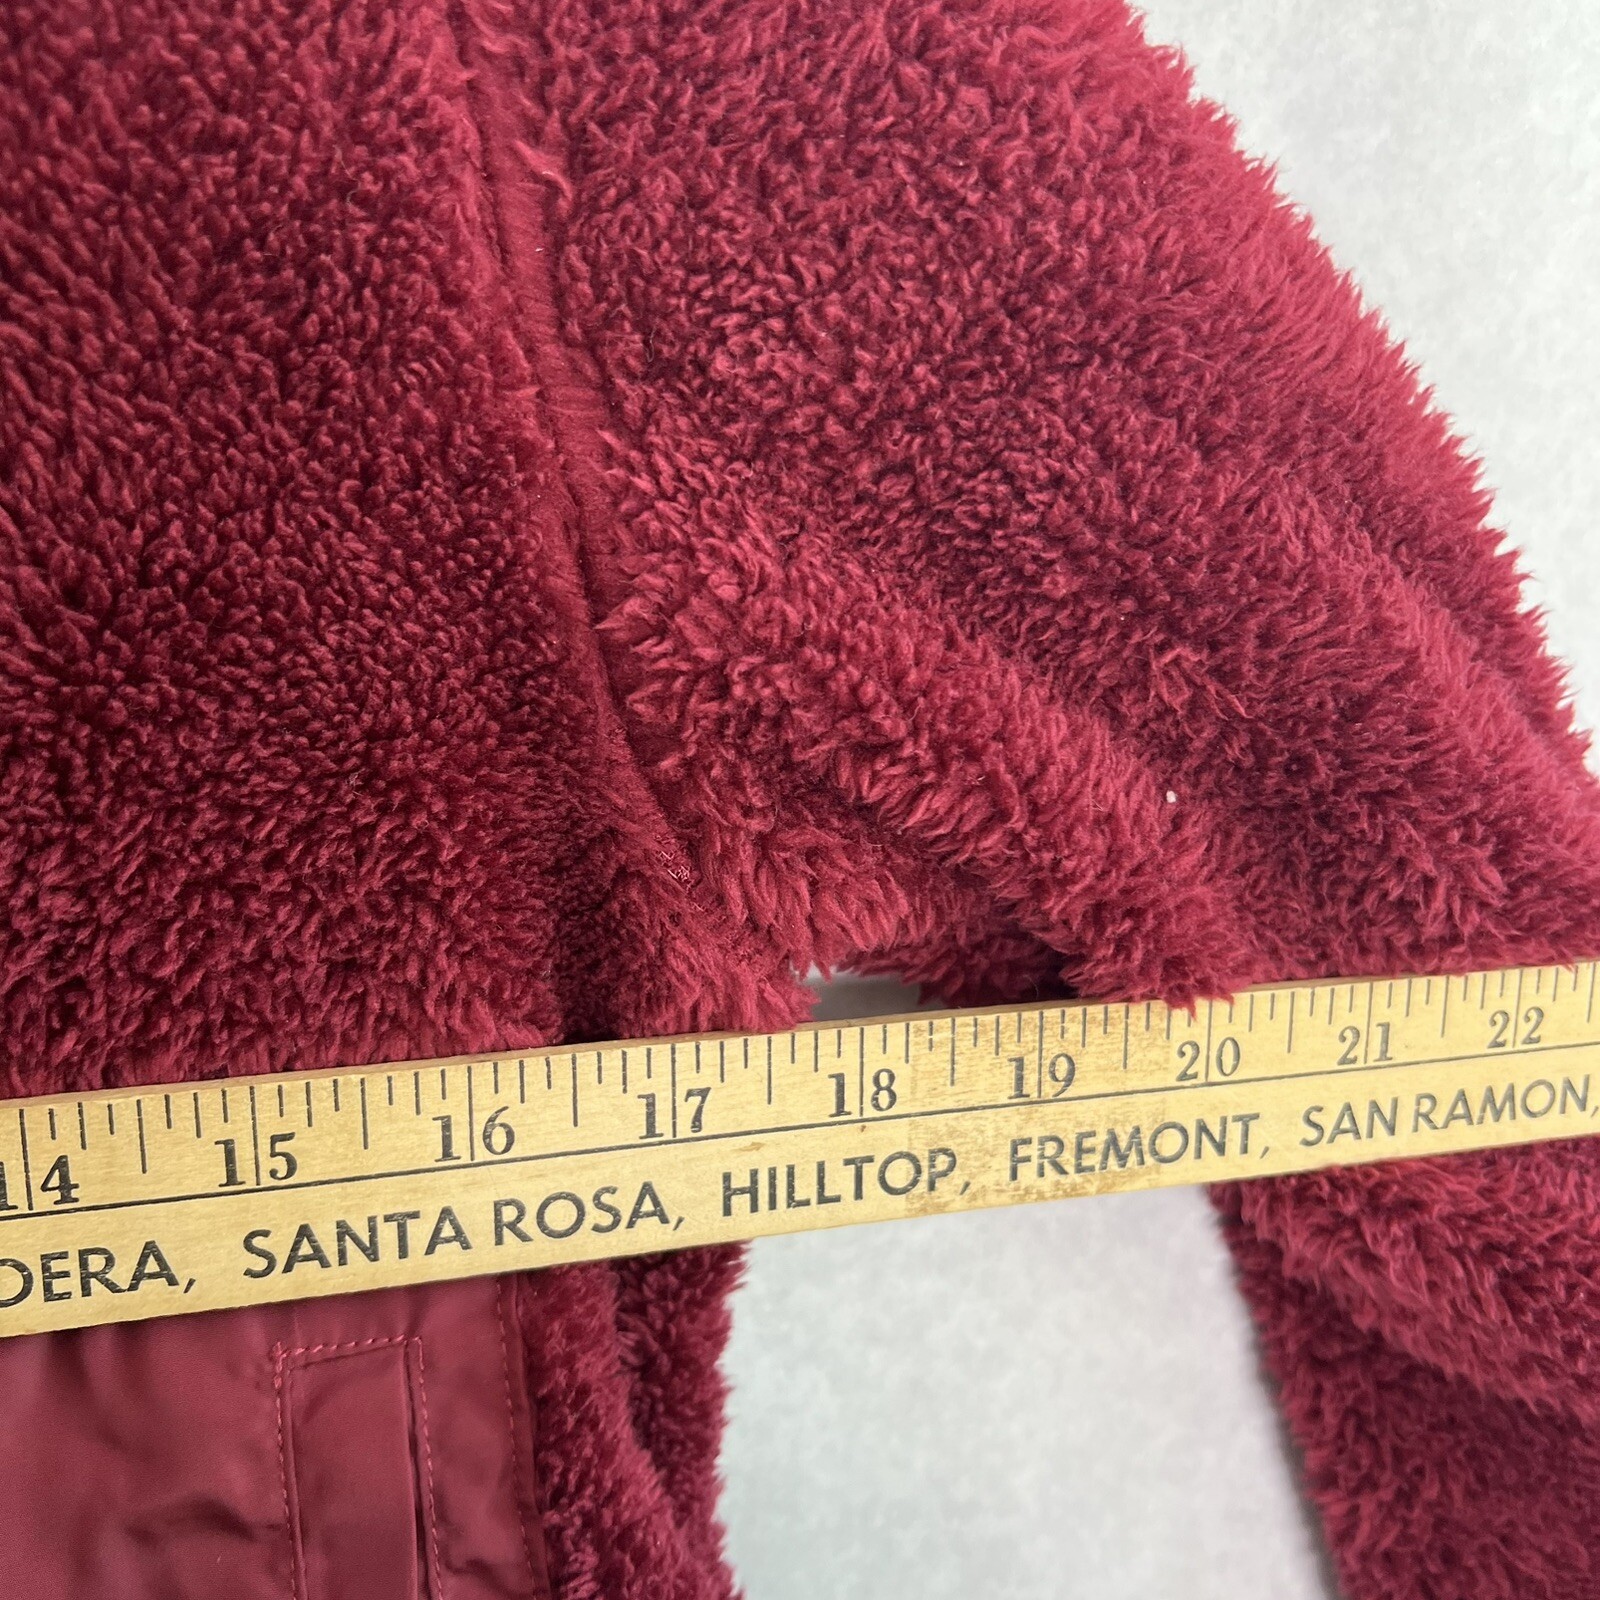 14 15 16 17 18 19 20 21 22
DERA, SANTA ROSA, HILLTOP, FREMONT, SAN RAMON,